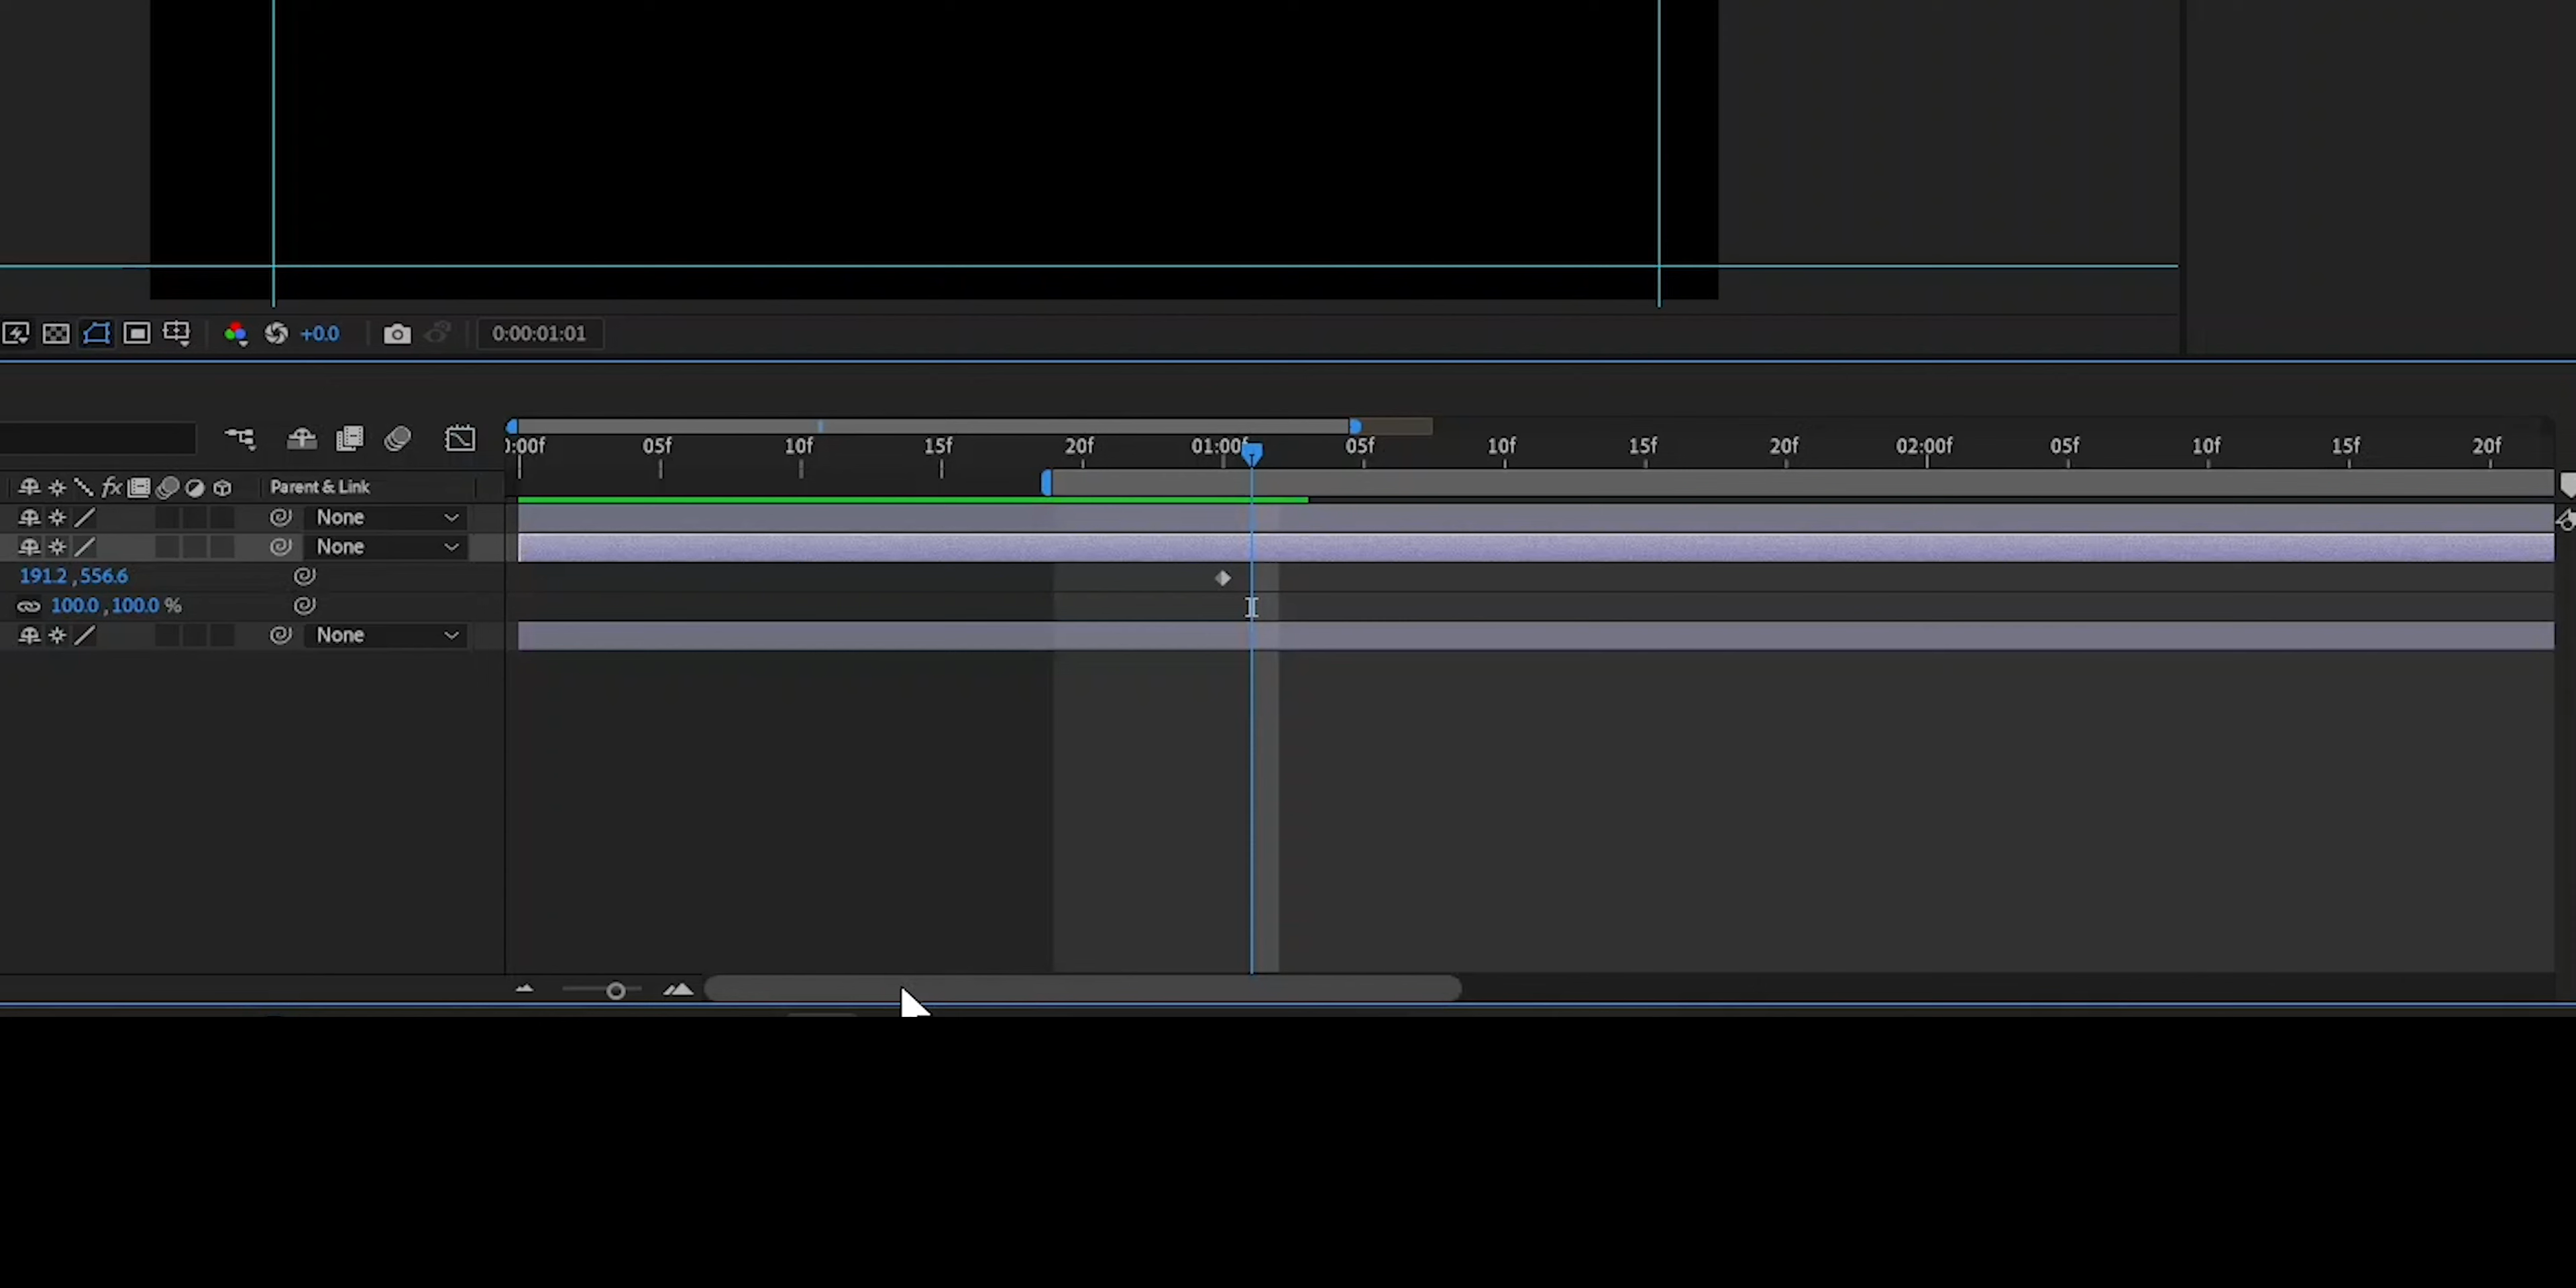 +0.0 0:00:01:01
0:00f 05f 10f 15f 20f 01:00f 05f 10f 15f 20f 02:00f 05f 10f 15f 20f
fx Parent & Link
None
None
191.2 ,556.6
100.0 ,100.0 %
None